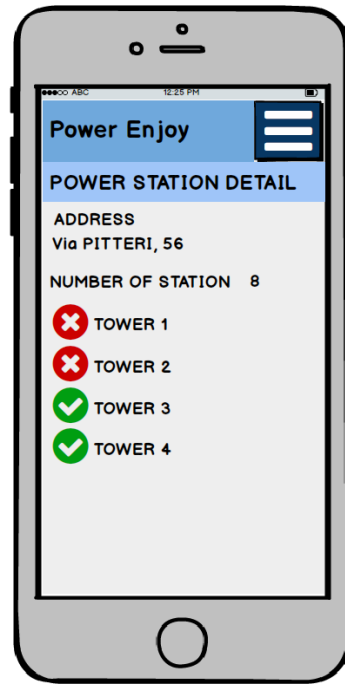 ●●●○○ ABC 12:25 PM
Power Enjoy
POWER STATION DETAIL
ADDRESS
Via PITTERI, 56
NUMBER OF STATION 8
TOWER 1
TOWER 2
TOWER 3
TOWER 4